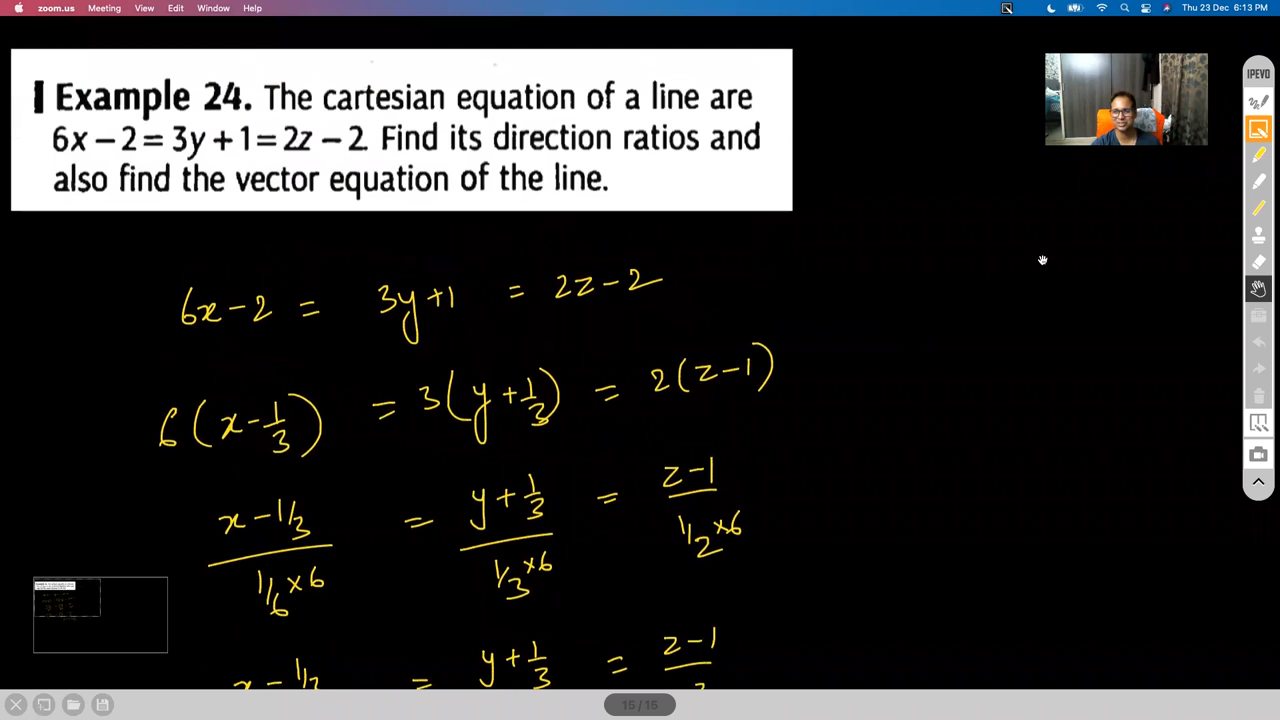 zoom.us Meeting View Edit Window Help Thu 23 Dec 6:13 PM
IPEVO
Example 24. The cartesian equation of a line are
6x – 2 = 3y + 1 = 2z – 2. Find its direction ratios and
also find the vector equation of the line.
6x - 2 = 3y + 1 = 2z - 2
6(x - 1/3) = 3(y + 1/3) = 2(z - 1)
x - 1/3 = y + 1/3 = z - 1
1/6 × 6 1/3 × 6 1/2 × 6
= y + 1/3 = z - 1
15 / 15